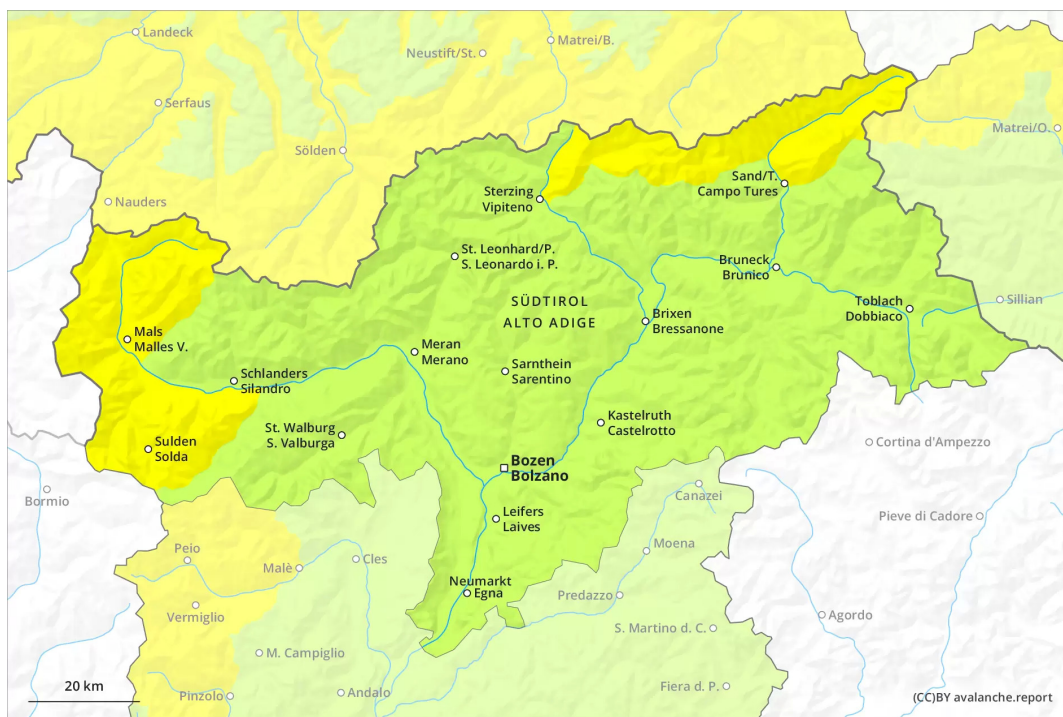 Landeck
Matrei/B.
Neustift/St.
Serfaus
Matrei/O.
Sölden
Sand/T.
Campo Tures
Sterzing
Vipiteno
Nauders
St. Leonhard/P.
S. Leonardo i. P.
Bruneck
Brunico
SÜDTIROL
ALTO ADIGE
Toblach
Dobbiaco
Sillian
Brixen
Bressanone
Mals
Malles V.
Meran
Merano
Sarnthein
Sarentino
Schlanders
Silandro
Kastelruth
Castelrotto
St. Walburg
S. Valburga
Sulden
Solda
Cortina d'Ampezzo
Bozen
Bolzano
Bormio
Canazei
Leifers
Laives
Pieve di Cadore
Peio
Moena
Cles
Malè
Neumarkt
Egna
Predazzo
Vermiglio
Agordo
S. Martino d. C.
M. Campiglio
20 km
Pinzolo
Andalo
Fiera d. P.
(CC)BY avalanche.report